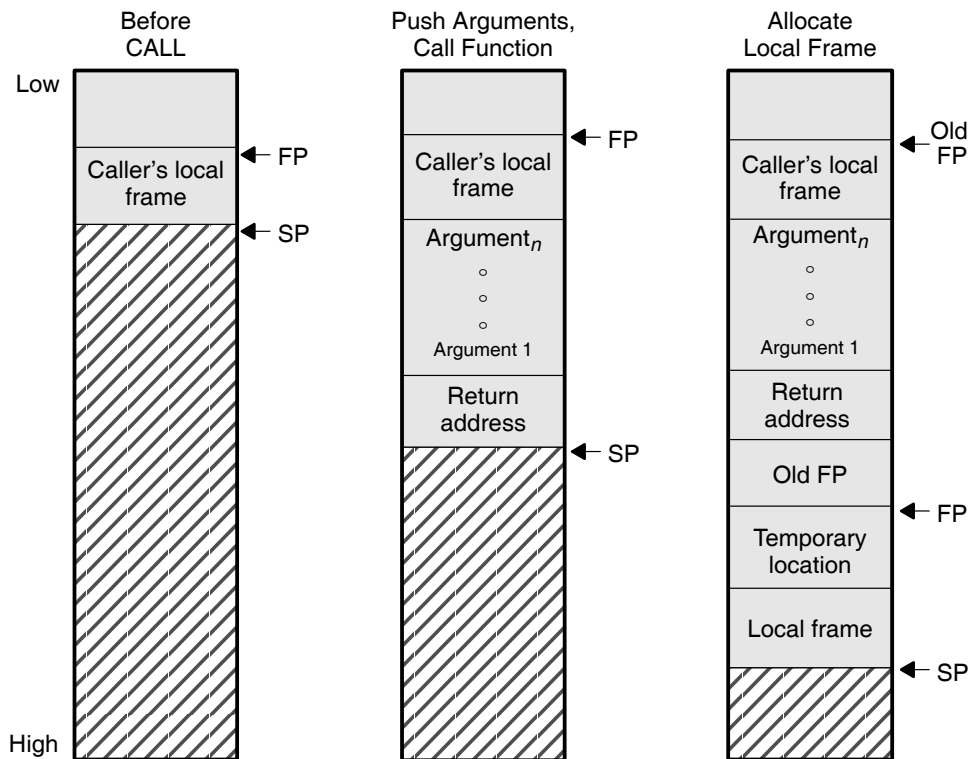 Before
CALL
Push Arguments,
Call Function
Allocate
Local Frame
Low
High
FP
Caller's local
frame
SP
FP
Caller's local
frame
Argumentn
Argument 1
Return
address
SP
Old
FP
Caller's local
frame
Argumentn
Argument 1
Return
address
Old FP
FP
Temporary
location
Local frame
SP